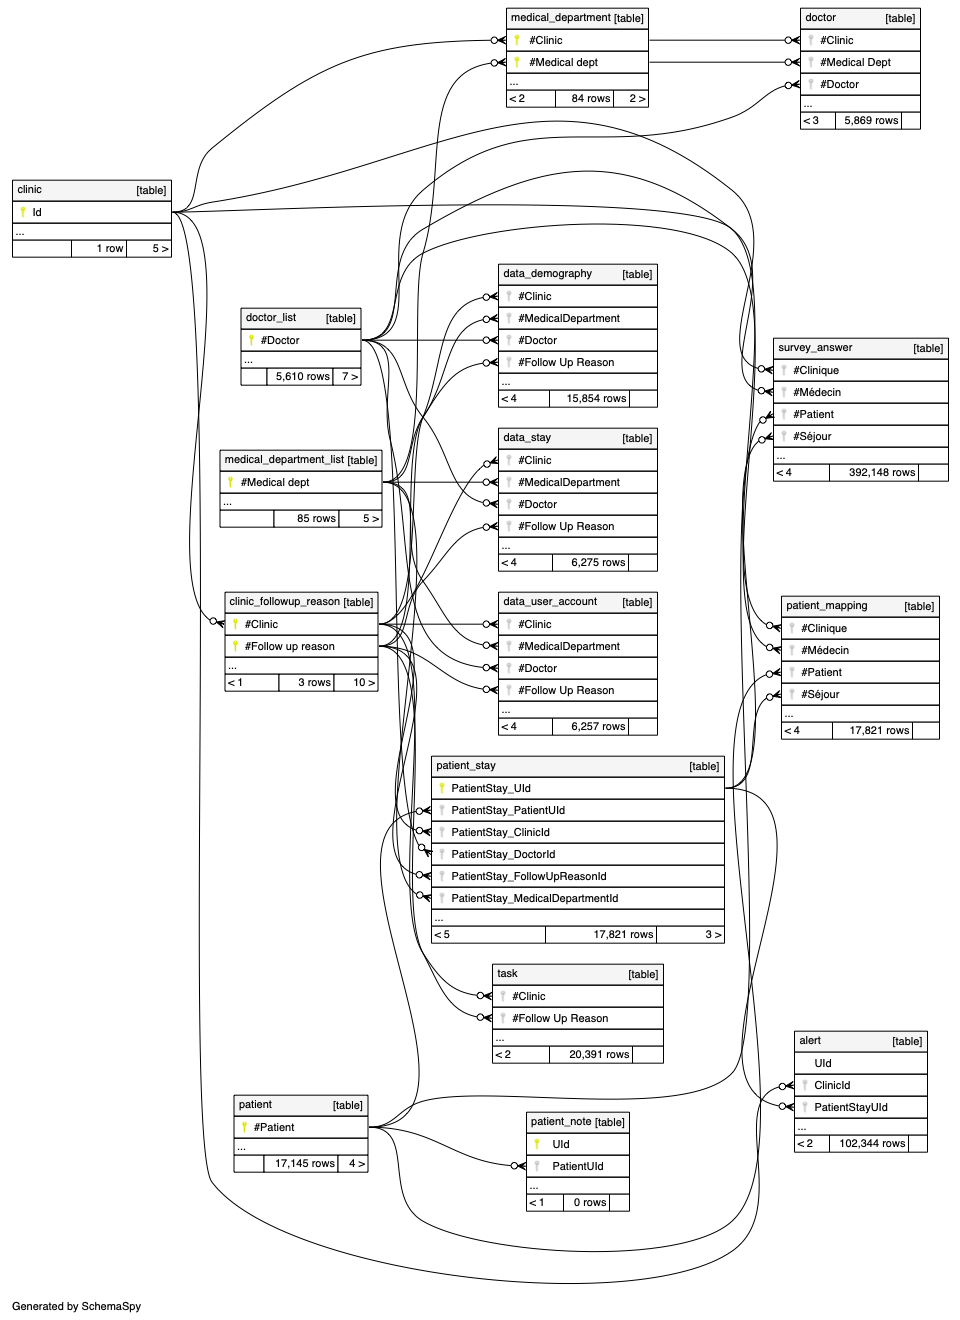 medical_department [table]
#Clinic
#Medical dept
...
< 2 84 rows 2 >
doctor [table]
#Clinic
#Medical Dept
#Doctor
...
< 3 5,869 rows
clinic [table]
Id
...
1 row 5 >
data_demography [table]
#Clinic
#MedicalDepartment
#Doctor
#Follow Up Reason
...
< 4 15,854 rows
doctor_list [table]
#Doctor
...
5,610 rows 7 >
survey_answer [table]
#Clinique
#Médecin
#Patient
#Séjour
...
< 4 392,148 rows
data_stay [table]
#Clinic
#MedicalDepartment
#Doctor
#Follow Up Reason
...
< 4 6,275 rows
medical_department_list [table]
#Medical dept
...
85 rows 5 >
clinic_followup_reason [table]
#Clinic
#Follow up reason
...
< 1 3 rows 10 >
data_user_account [table]
#Clinic
#MedicalDepartment
#Doctor
#Follow Up Reason
...
< 4 6,257 rows
patient_mapping [table]
#Clinique
#Médecin
#Patient
#Séjour
...
< 4 17,821 rows
patient_stay [table]
PatientStay_UId
PatientStay_PatientUId
PatientStay_ClinicId
PatientStay_DoctorId
PatientStay_FollowUpReasonId
PatientStay_MedicalDepartmentId
...
< 5 17,821 rows 3 >
task [table]
#Clinic
#Follow Up Reason
...
< 2 20,391 rows
alert [table]
UId
ClinicId
PatientStayUId
...
< 2 102,344 rows
patient [table]
#Patient
...
17,145 rows 4 >
patient_note [table]
UId
PatientUId
...
< 1 0 rows
Generated by SchemaSpy